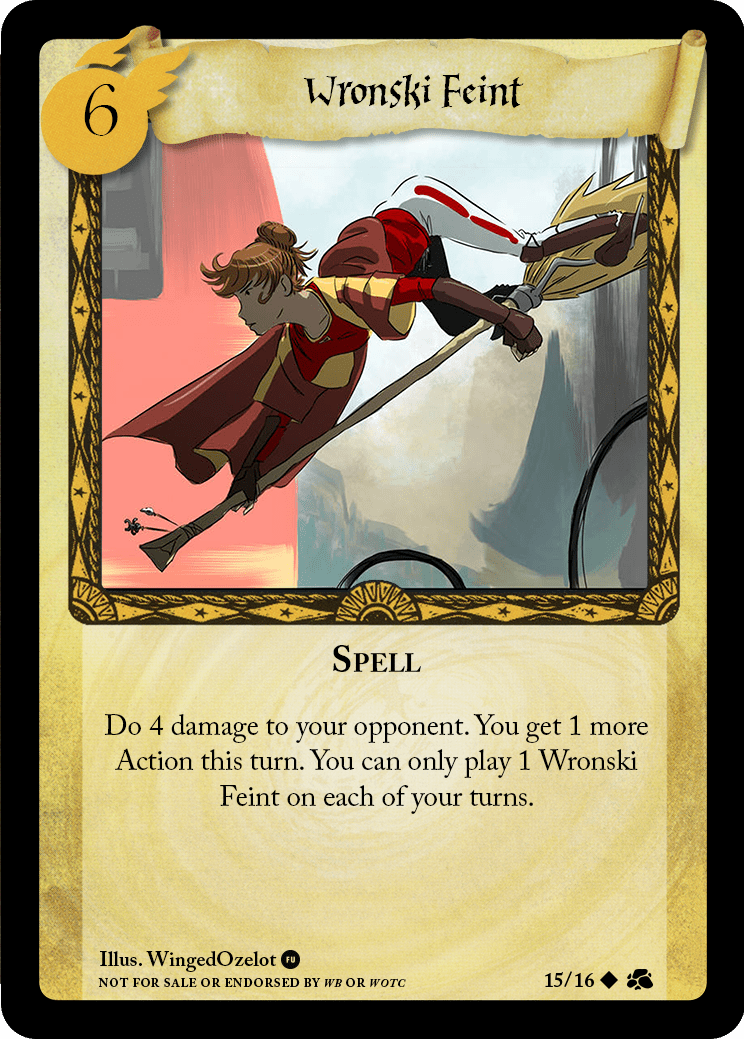 6
Wronski Feint
SPELL
Do 4 damage to your opponent. You get 1 more
Action this turn. You can only play 1 Wronski
Feint on each of your turns.
Illus. WingedOzelot FU
NOT FOR SALE OR ENDORSED BY WB OR WOTC
15/16